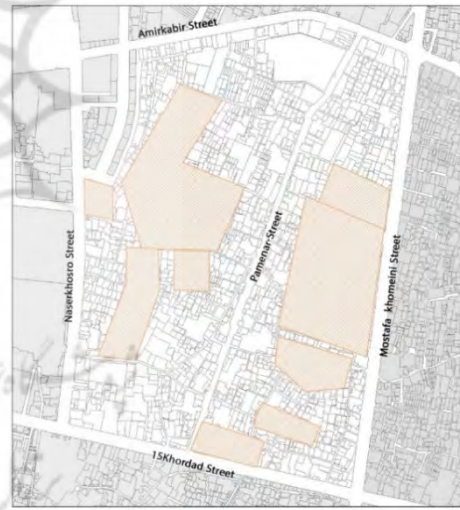 Amirkabir Street
Naserkhosro Street
Pamenar Street
Mostafa khomeini Street
15Khordad Street